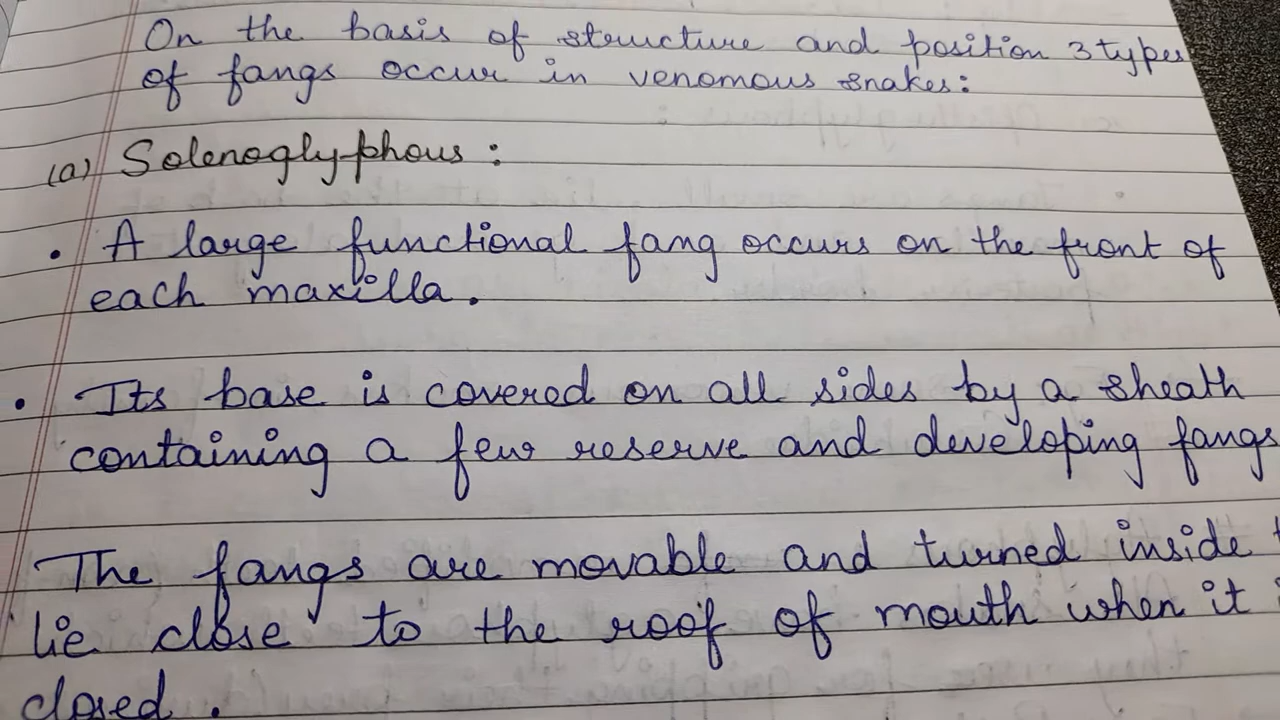 On the basis of structure and position 3 types
of fangs occur in venomous snakes:
(a) Solenoglyphous :
• A large functional fang occurs on the front of
each maxilla.
• Its base is covered on all sides by a sheath
containing a few reserve and developing fangs
The fangs are movable and turned inside
lie close to the roof of mouth when it
closed.